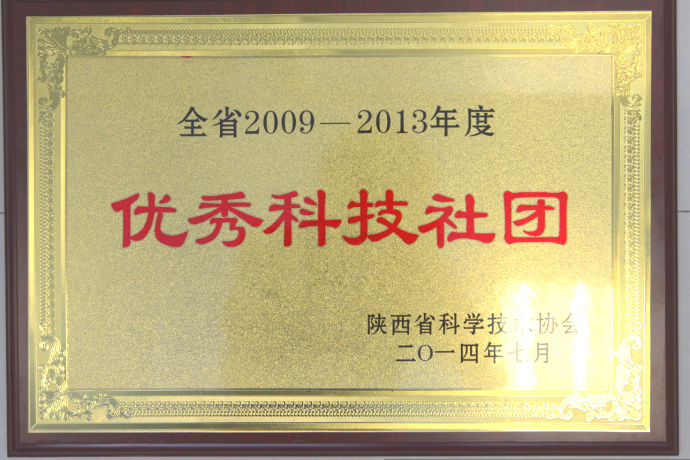 全省2009—2013年度
优秀科技社团
陕西省科学技术协会
二〇一四年七月